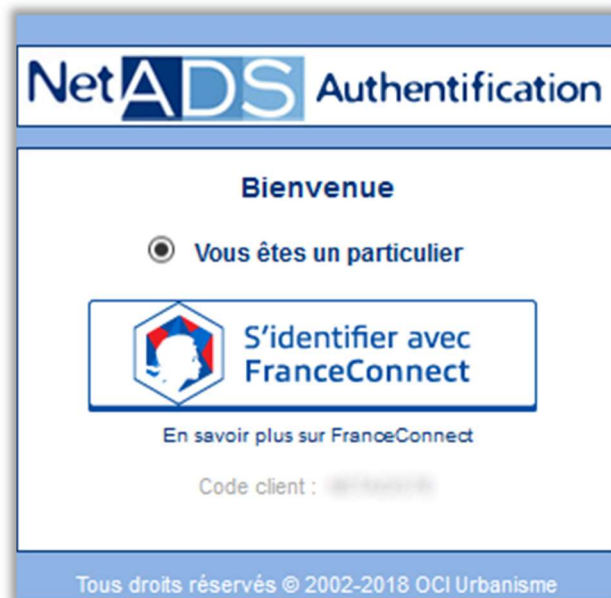 NetADS Authentification
Bienvenue
Vous êtes un particulier
S'identifier avec
FranceConnect
En savoir plus sur FranceConnect
Code client :
Tous droits réservés © 2002-2018 OCI Urbanisme